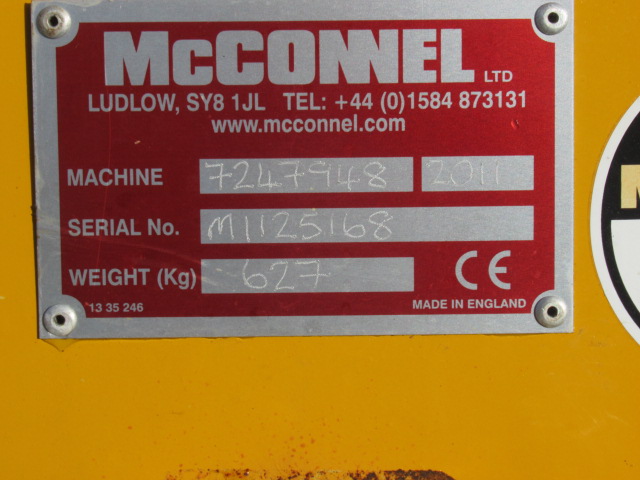 McCONNEL LTD
LUDLOW, SY8 1JL TEL: +44 (0)1584 873131
www.mcconnel.com
MACHINE 7247948 2011
SERIAL No. M1125168
WEIGHT (Kg) 627 CE
13 35 246 MADE IN ENGLAND